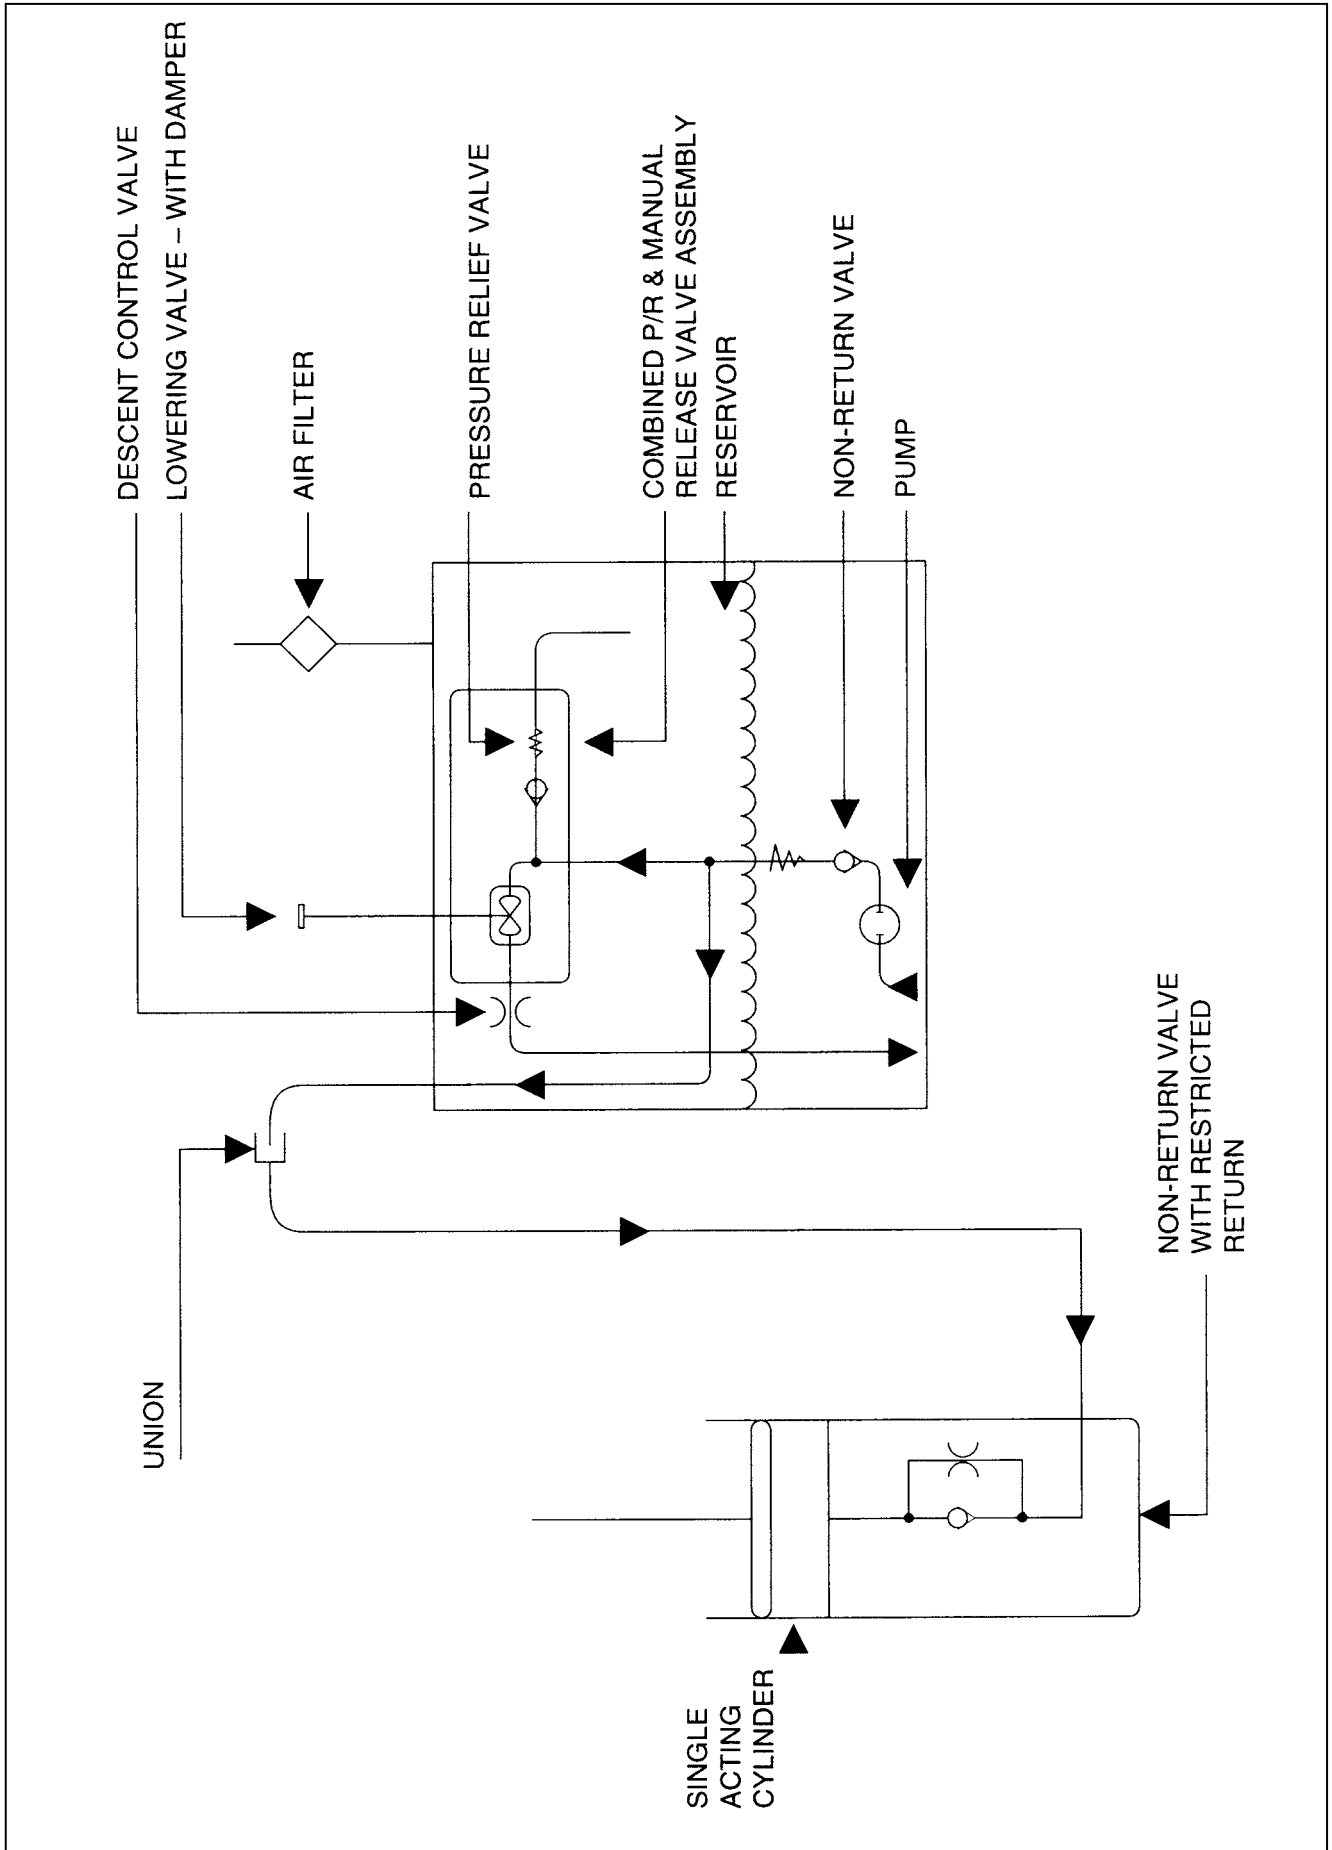 DESCENT CONTROL VALVE
LOWERING VALVE – WITH DAMPER
AIR FILTER
PRESSURE RELIEF VALVE
COMBINED P/R & MANUAL
RELEASE VALVE ASSEMBLY
RESERVOIR
NON-RETURN VALVE
PUMP
UNION
NON-RETURN VALVE
WITH RESTRICTED
RETURN
SINGLE
ACTING
CYLINDER